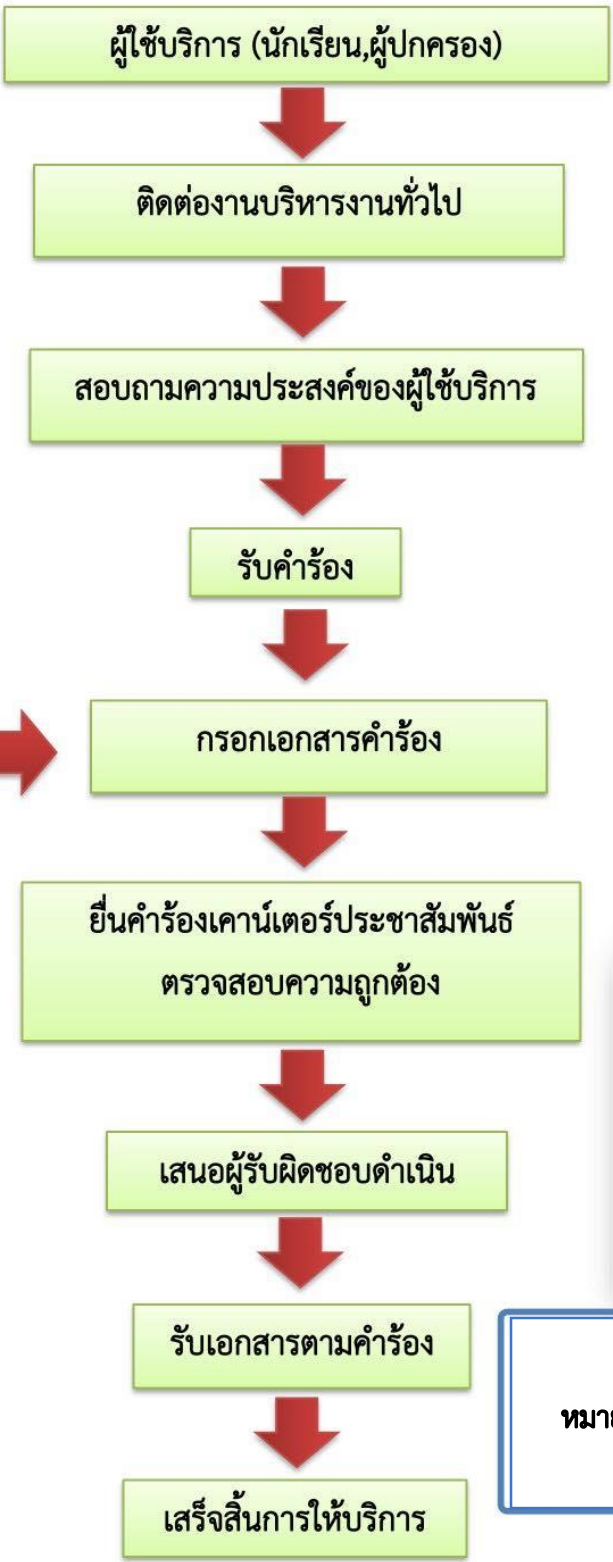 ผู้ใช้บริการ (นักเรียน,ผู้ปกครอง)
ติดต่องานบริหารงานทั่วไป
สอบถามความประสงค์ของผู้ใช้บริการ
รับคำร้อง
กรอกเอกสารคำร้อง
ยื่นคำร้องเคาน์เตอร์ประชาสัมพันธ์
ตรวจสอบความถูกต้อง
เสนอผู้รับผิดชอบดำเนิน
รับเอกสารตามคำร้อง
เสร็จสิ้นการให้บริการ